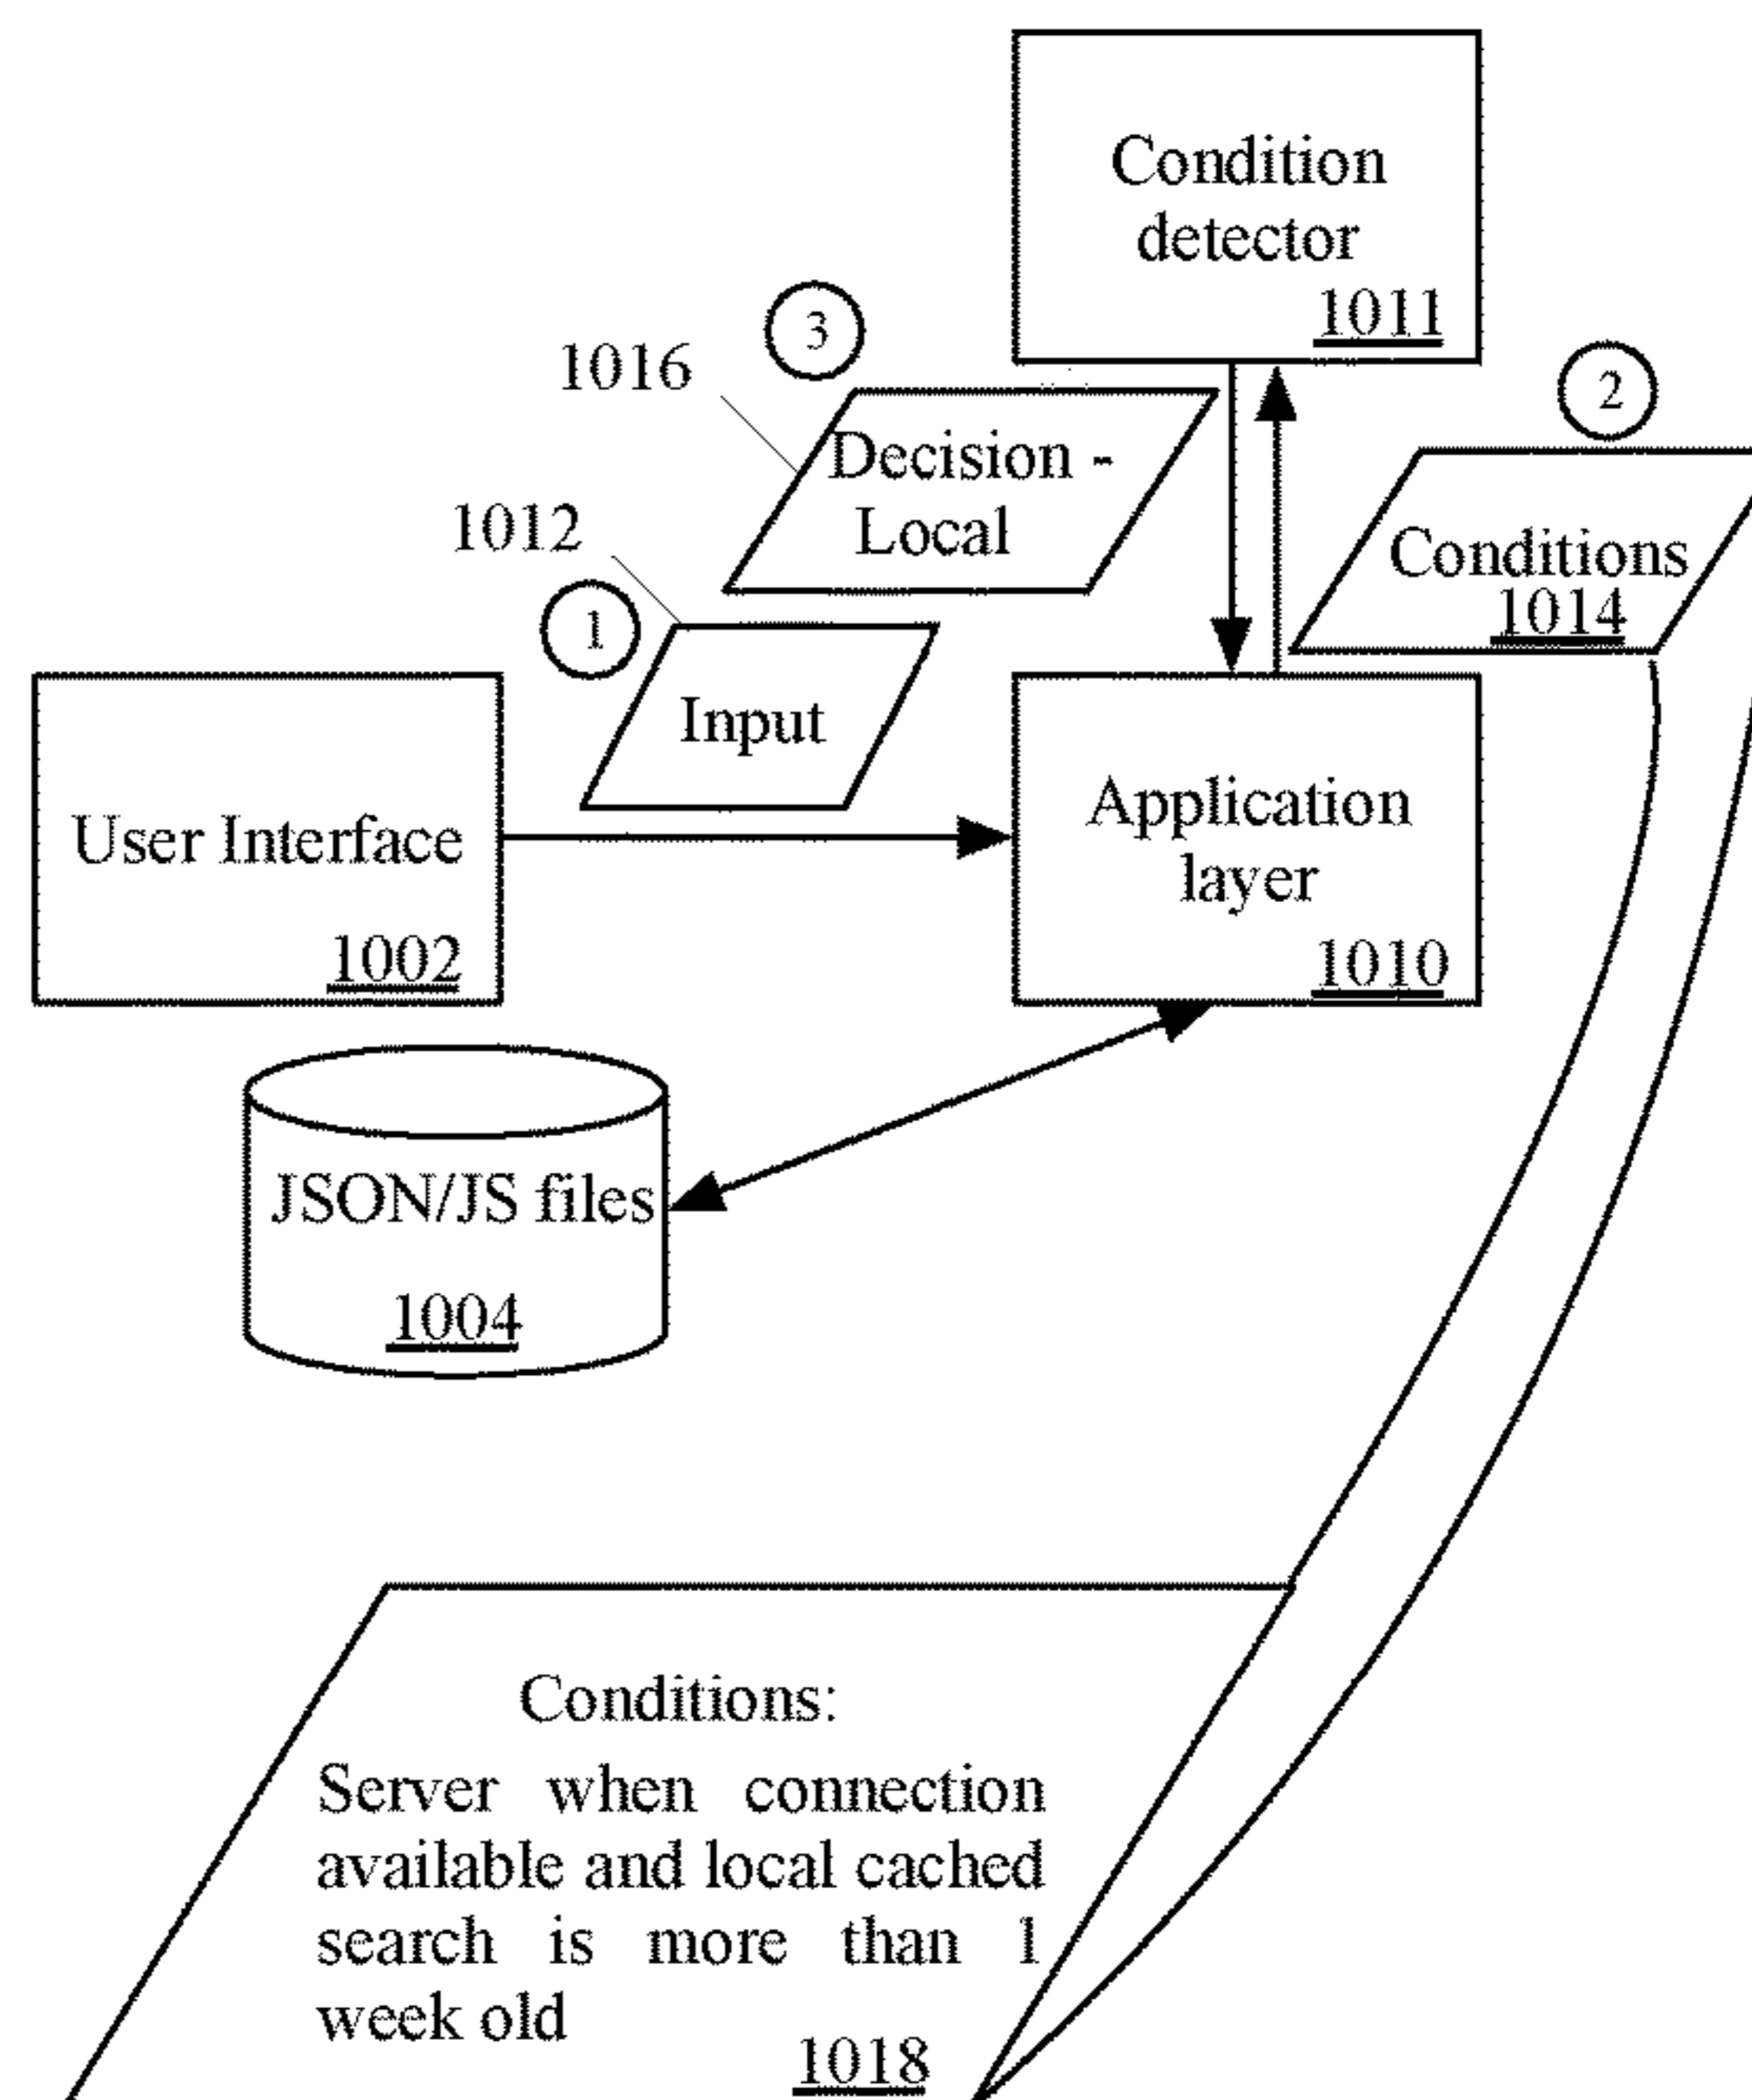 Condition
detector
1011
3
1016
2
Decision -
Local
1012
Conditions
1014
1
Input
User Interface
1002
Application
layer
1010
JSON/JS files
1004
Conditions:
Server when connection
available and local cached
search is more than 1
week old
1018